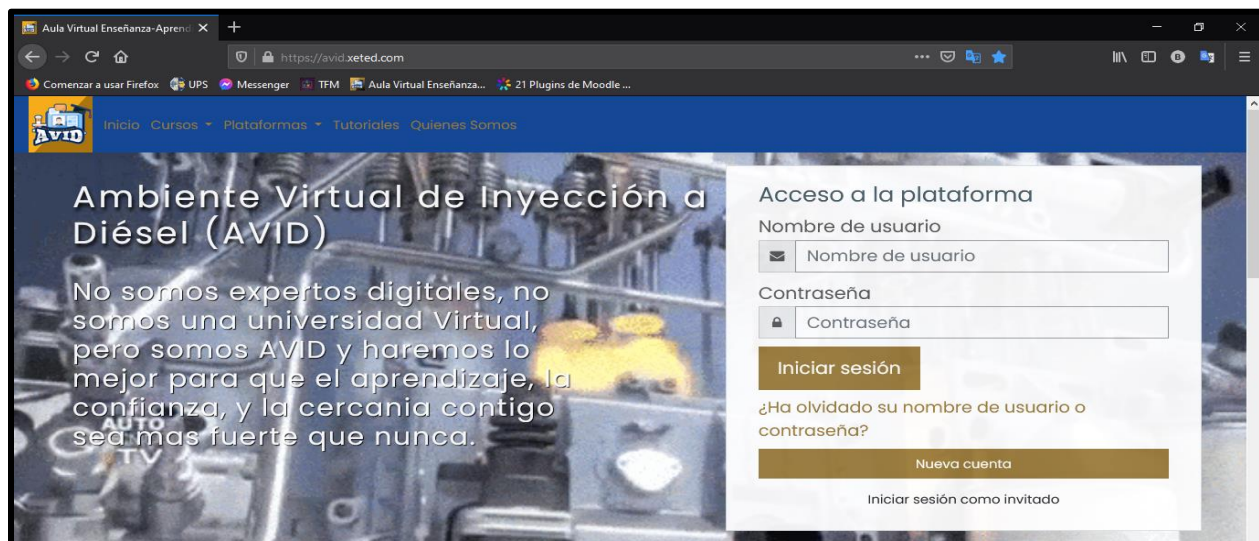 Aula Virtual Enseñanza-Aprend
https://avid.xeted.com
Comenzar a usar Firefox UPS Messenger TFM Aula Virtual Enseñanza... 21 Plugins de Moodle ...
AVID
Inicio Cursos Plataformas Tutoriales Quienes Somos
Ambiente Virtual de Inyección a
Diésel (AVID)
No somos expertos digitales, no
somos una universidad Virtual,
pero somos AVID y haremos lo
mejor para que el aprendizaje, la
confianza, y la cercania contigo
sea mas fuerte que nunca.
AUTO
TV
Acceso a la plataforma
Nombre de usuario
Nombre de usuario
Contraseña
Contraseña
Iniciar sesión
¿Ha olvidado su nombre de usuario o
contraseña?
Nueva cuenta
Iniciar sesión como invitado